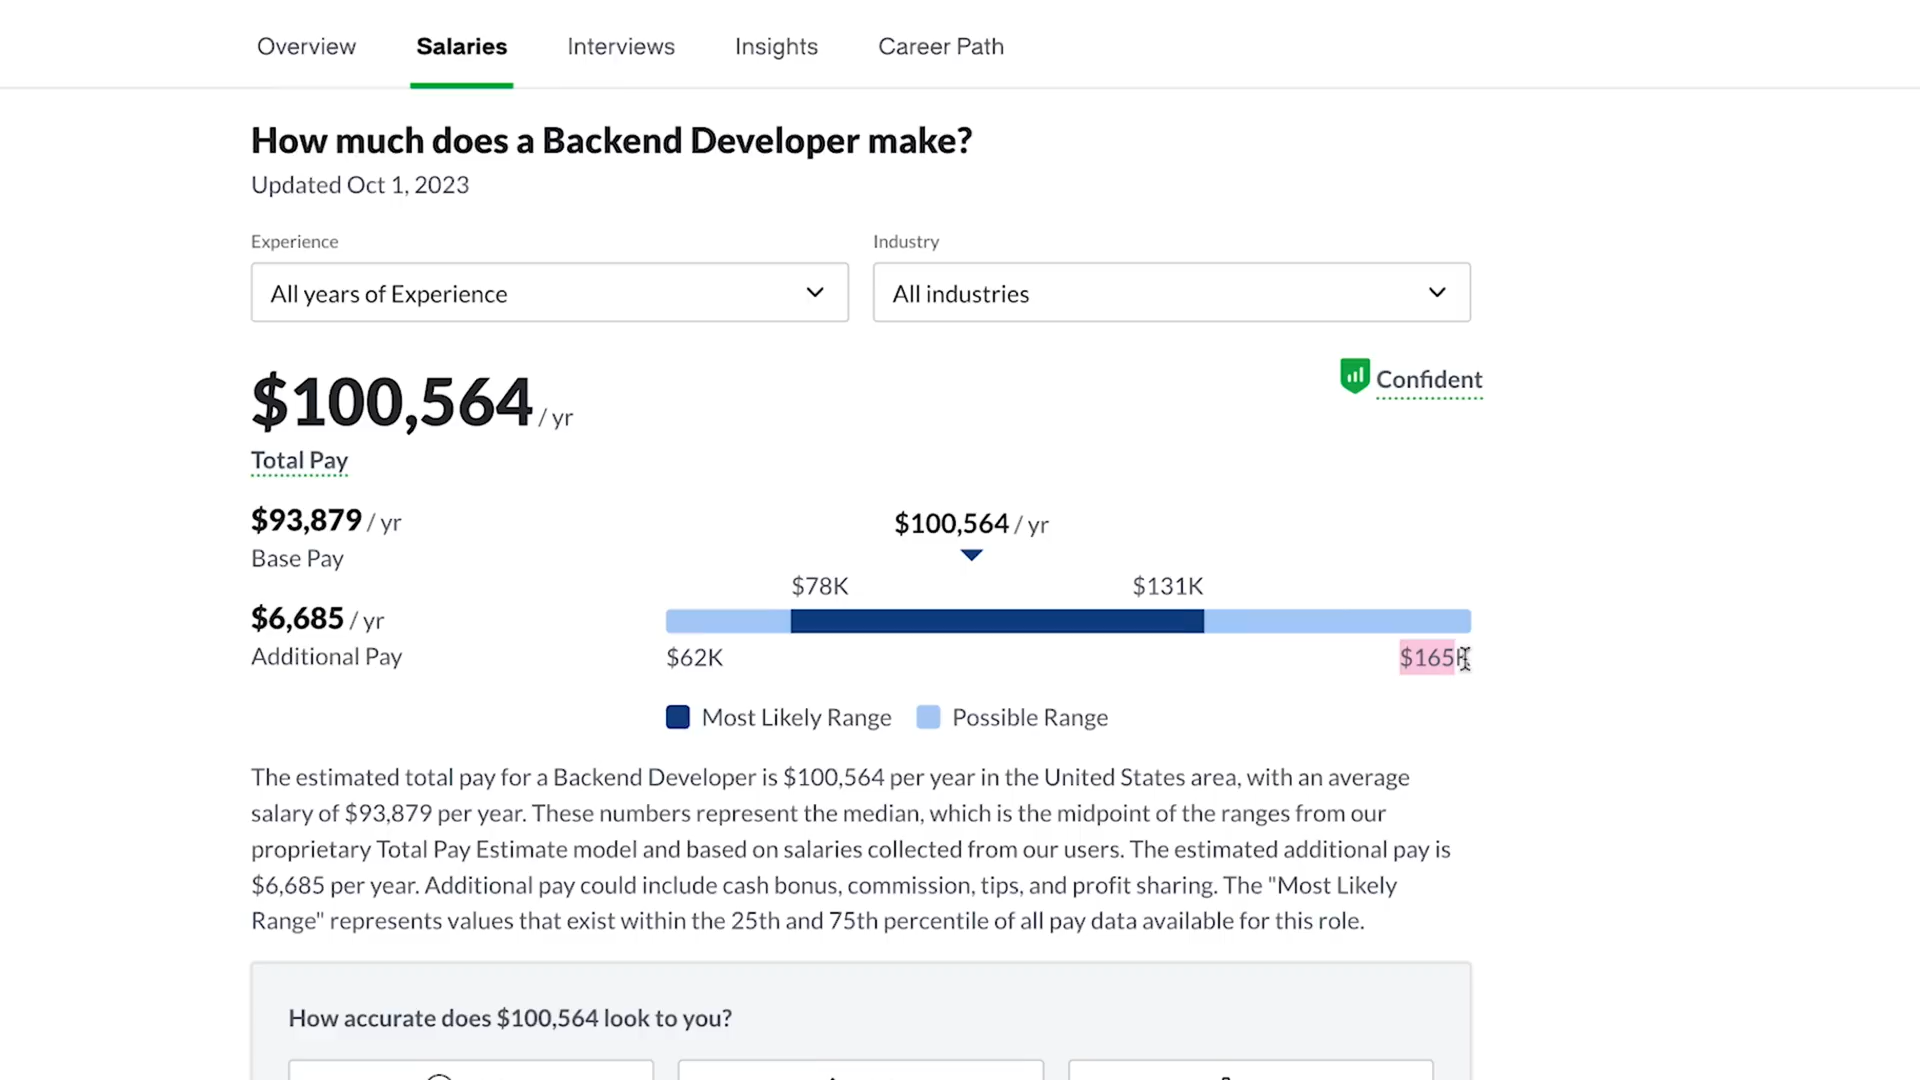 Overview Salaries Interviews Insights Career Path
How much does a Backend Developer make?
Updated Oct 1, 2023
Experience Industry
All years of Experience All industries
$100,564 / yr
Confident
Total Pay
$93,879 / yr
Base Pay
$6,685 / yr
Additional Pay
$100,564 / yr
$78K $131K
$62K $165K
Most Likely Range Possible Range
The estimated total pay for a Backend Developer is $100,564 per year in the United States area, with an average
salary of $93,879 per year. These numbers represent the median, which is the midpoint of the ranges from our
proprietary Total Pay Estimate model and based on salaries collected from our users. The estimated additional pay is
$6,685 per year. Additional pay could include cash bonus, commission, tips, and profit sharing. The "Most Likely
Range" represents values that exist within the 25th and 75th percentile of all pay data available for this role.
How accurate does $100,564 look to you?